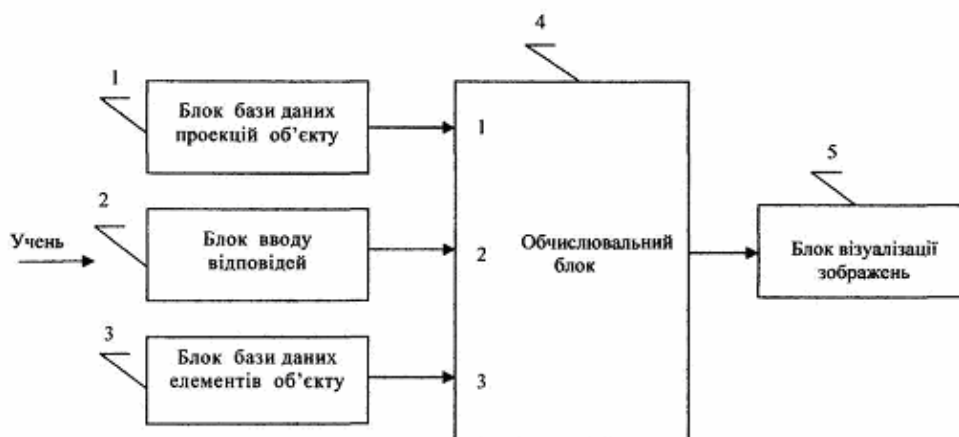 4
1
Блок бази даних
проекцій об'єкту
1
5
2
Учень
Блок вводу
відповідей
2
Обчислювальний
блок
Блок візуалізації
зображень
3
Блок бази даних
елементів об'єкту
3